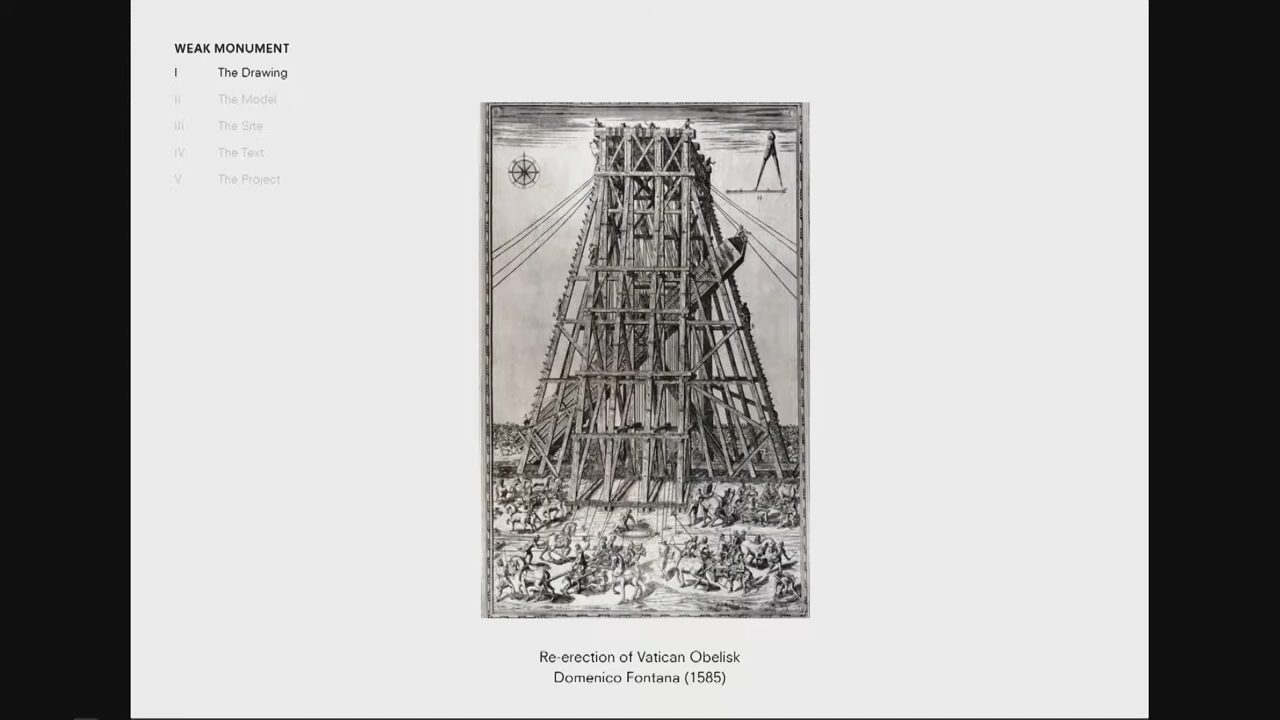 WEAK MONUMENT
I The Drawing
II The Model
III The Site
IV The Text
V The Project
Re-erection of Vatican Obelisk
Domenico Fontana (1585)